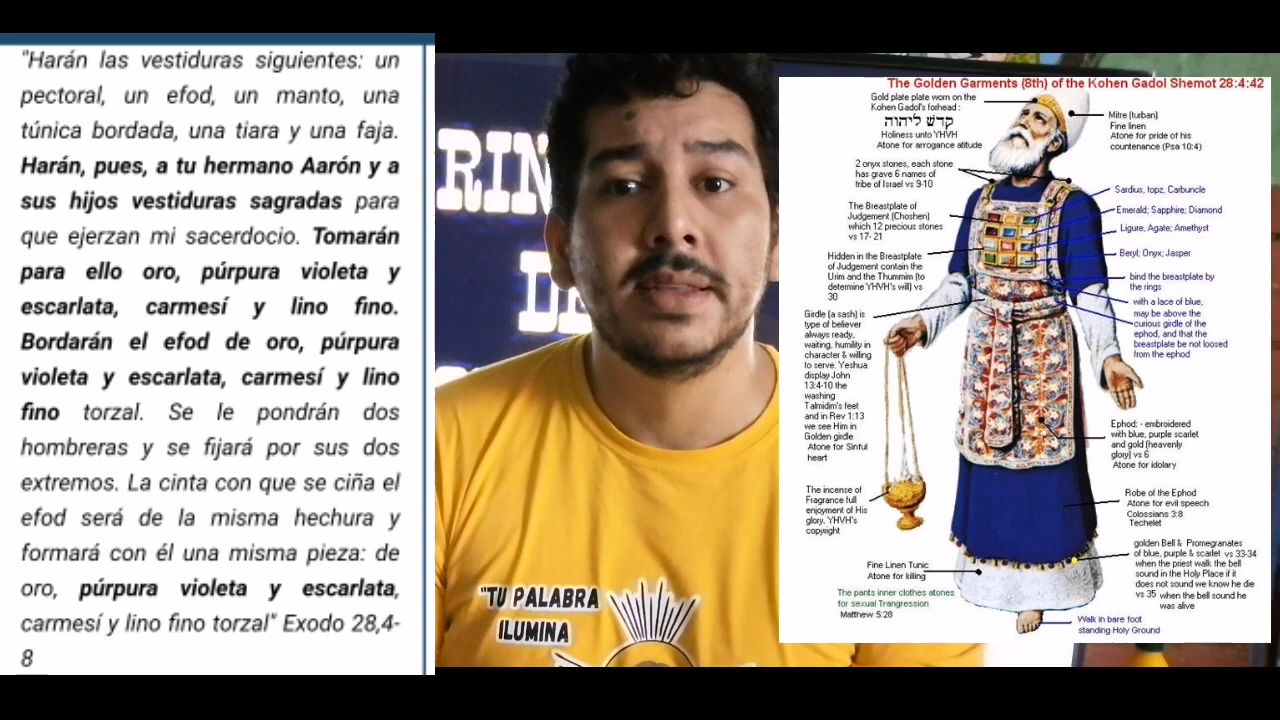 "Harán las vestiduras siguientes: un
pectoral, un efod, un manto, una
túnica bordada, una tiara y una faja.
Harán, pues, a tu hermano Aarón y a
sus hijos vestiduras sagradas para
que ejerzan mi sacerdocio. Tomarán
para ello oro, púrpura violeta y
escarlata, carmesí y lino fino.
Bordarán el efod de oro, púrpura
violeta y escarlata, carmesí y lino
fino torzal. Se le pondrán dos
hombreras y se fijará por sus dos
extremos. La cinta con que se ciña el
efod será de la misma hechura y
formará con él una misma pieza: de
oro, púrpura violeta y escarlata,
carmesí y lino fino torzal" Exodo 28,4-
8
RIN
DE
"TU PALABRA
ILUMINA
The Golden Garments (8th) of the Kohen Gadol Shemot 28:4:42
Gold plate plate worn on the
Kohen Gadol's forhead :
קדש ליהוה
Holiness unto YHVH
Atone for arrogance atitude
2 onyx stones, each stone
has grave 6 names of
tribe of Israel vs 9-10
The Breastplate of
Judgement (Choshen)
which 12 precious stones
vs 17- 21
Hidden in the Breastplate
of Judgement contain the
Urim and the Thummim (to
determine YHVH's will) vs
30
Girdle (a sash) is
type of believer
always ready,
waiting, humility in
character & willing
to serve. Yeshua
display John
13:4-10 the
washing
Talmidim's feet
and in Rev 1:13
we see Him in
Golden girdle
Atone for Sinful
heart
The incense of
Fragrance full
enjoyment of His
glory. YHVH's
copyright
Fine Linen Tunic
Atone for killing
The pants inner clothes atones
for sexual Trangression
Matthew 5:28
Mitre (turban)
Fine linen
Atone for pride of his
countenance (Psa 10:4)
Sardius, topz, Carbuncle
Emerald; Sapphire; Diamond
Ligure, Agate; Amethyst
Beryl; Onyx; Jasper
bind the breastplate by
the rings
with a lace of blue,
may be above the
curious girdle of the
ephod, and that the
breastplate be not loosed
from the ephod
Ephod: - embroidered
with blue, purple scarlet
and gold (heavenly
gloiy) vs 6
Atone for idolary
Robe of the Ephod
Atone for evil speech
Colossians 3:8
Techelet
golden Bell & Promegranates
of blue, purple & scarlet vs 33-34
when the priest walk the bell
sound in the Holy Place if it
does not sound we know he die
vs 35 when the bell sound he
was alive
Walk in bare foot
standing Holy Ground